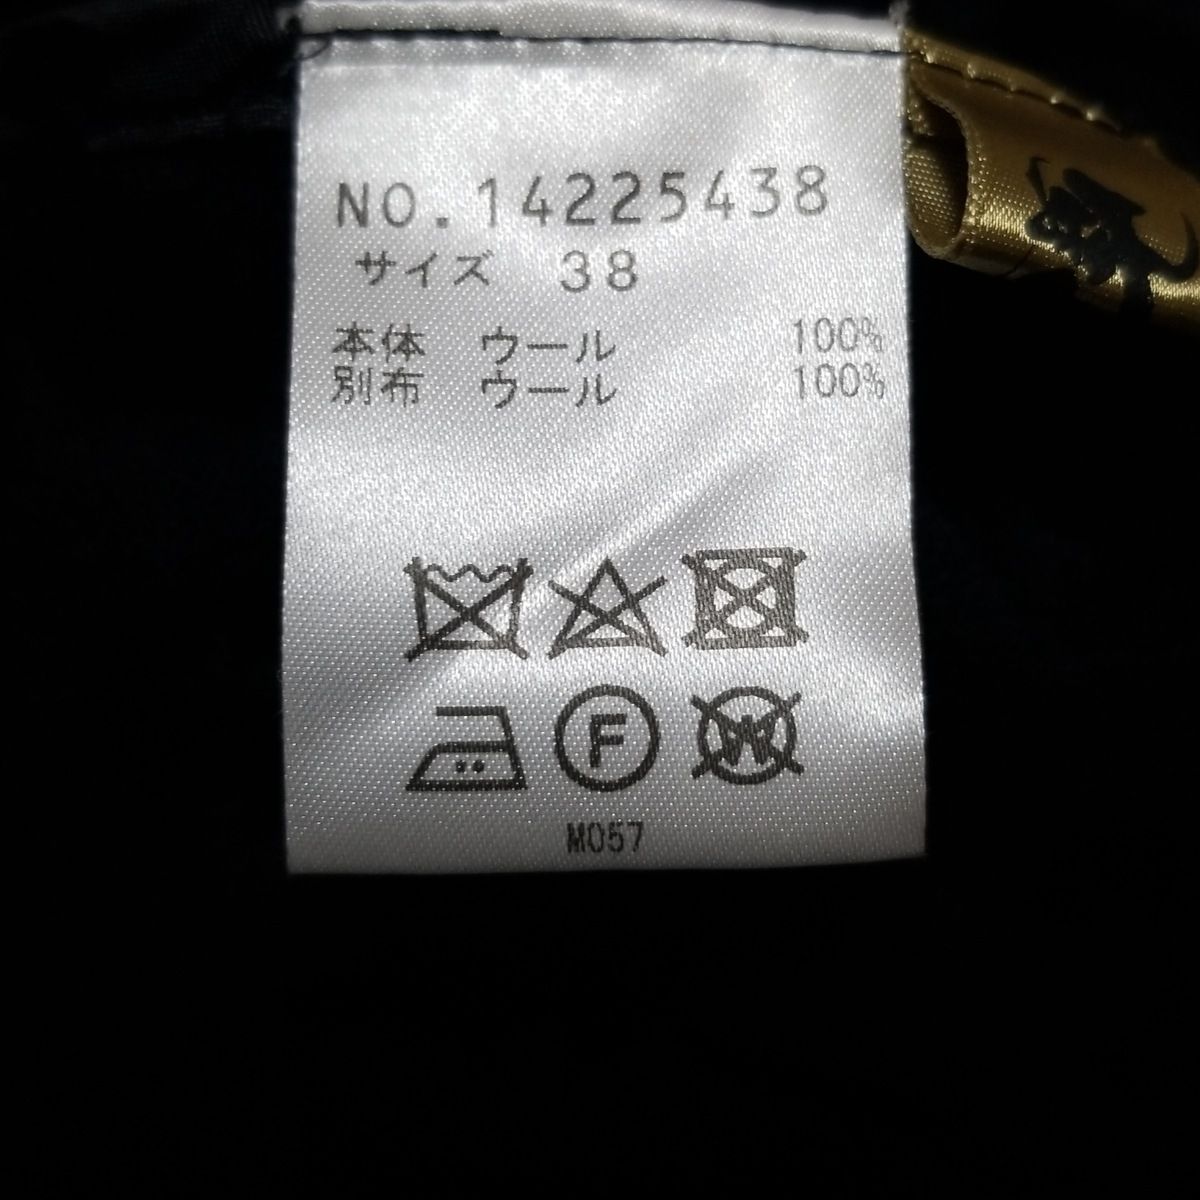 NO.14225438
サイズ 38
本体 ウール 100%
別布 ウール 100%
F W
M057